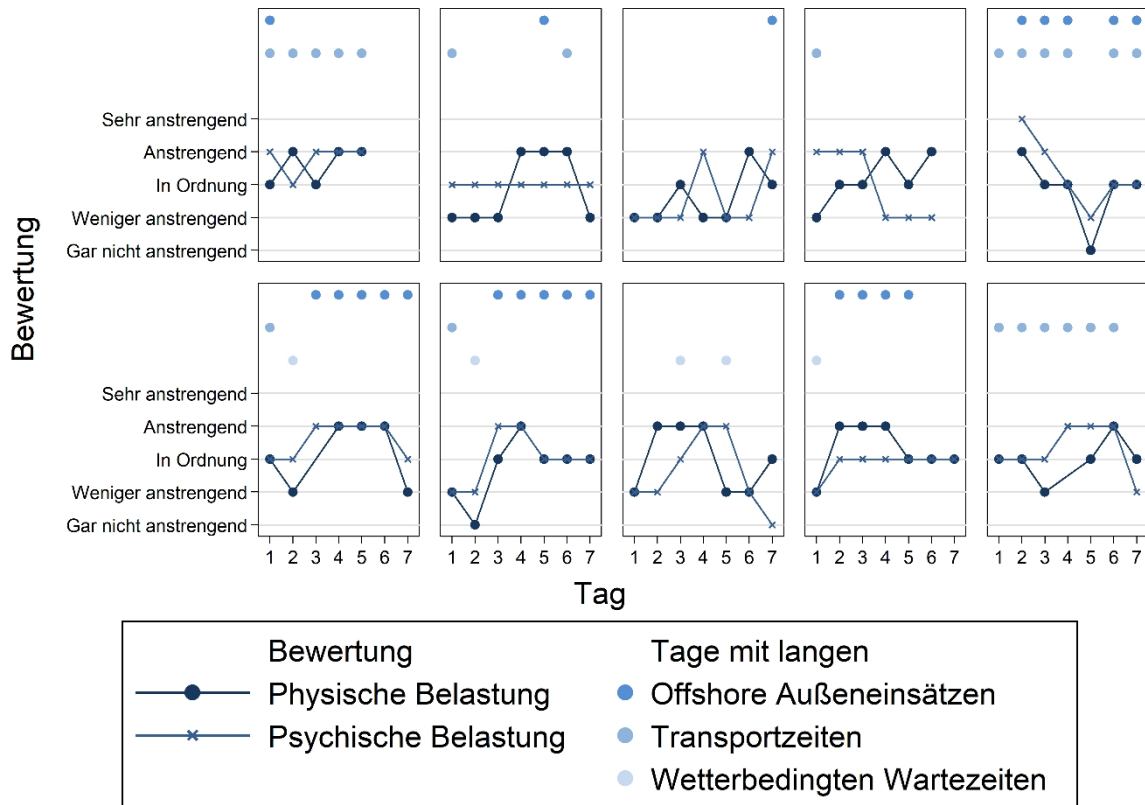 Bewertung
Sehr anstrengend
Anstrengend
In Ordnung
Weniger anstrengend
Gar nicht anstrengend
Sehr anstrengend
Anstrengend
In Ordnung
Weniger anstrengend
Gar nicht anstrengend
1 2 3 4 5 6 7 1 2 3 4 5 6 7 1 2 3 4 5 6 7 1 2 3 4 5 6 7 1 2 3 4 5 6 7
Tag
Bewertung Tage mit langen
Physische Belastung Offshore Außeneinsätzen
Psychische Belastung Transportzeiten
Wetterbedingten Wartezeiten